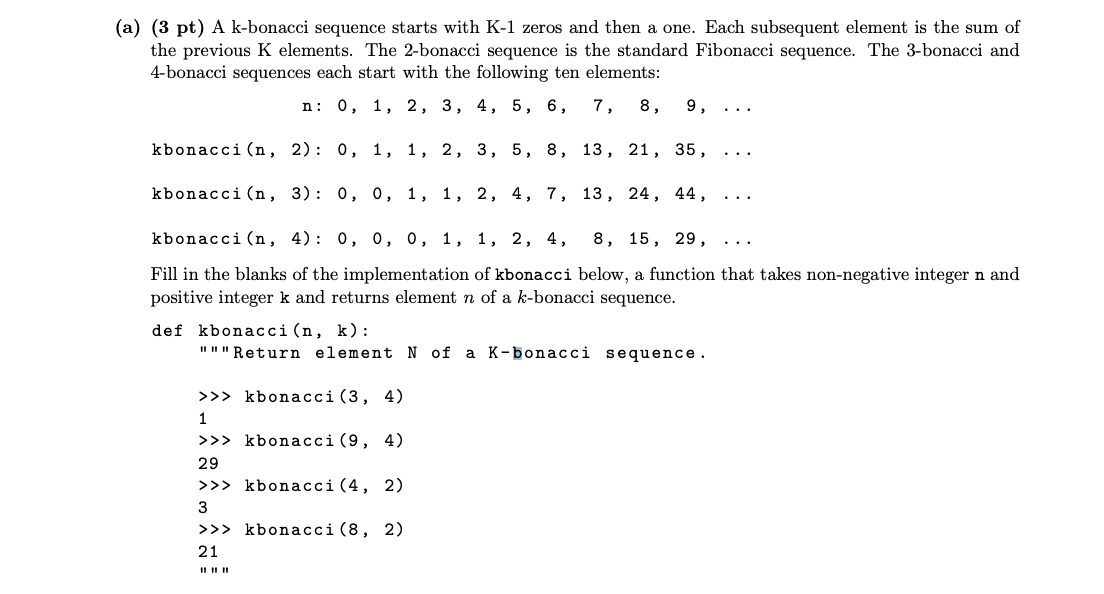 (a) (3 pt) A k-bonacci sequence starts with K-1 zeros and then a one. Each subsequent element is the sum of
the previous K elements. The 2-bonacci sequence is the standard Fibonacci sequence. The 3-bonacci and
4-bonacci sequences each start with the following ten elements:
n: 0, 1, 2, 3, 4, 5, 6, 7, 8, 9, ...
kbonacci(n, 2): 0, 1, 1, 2, 3, 5, 8, 13, 21, 35, ...
kbonacci(n, 3): 0, 0, 1, 1, 2, 4, 7, 13, 24, 44, ...
kbonacci(n, 4): 0, 0, 0, 1, 1, 2, 4, 8, 15, 29, ...
Fill in the blanks of the implementation of kbonacci below, a function that takes non-negative integer n and
positive integer k and returns element n of a k-bonacci sequence.
def kbonacci(n, k):
"""Return element N of a K-bonacci sequence.
>>> kbonacci(3, 4)
1
>>> kbonacci(9, 4)
29
>>> kbonacci(4, 2)
3
>>> kbonacci(8, 2)
21
"""